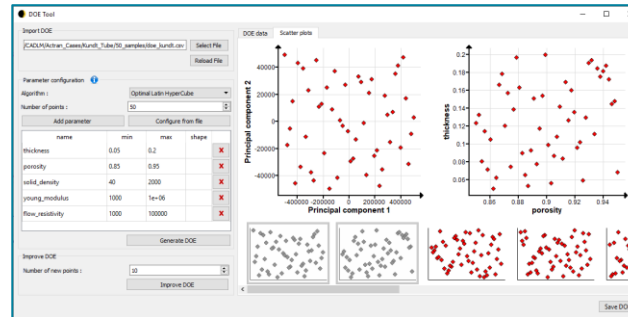 DOE Tool
Import DOE
/CADLM/Actran_Cases/Kundt_Tube/50_samples/doe_kundt.csv
Select File
Reload File
Parameter configuration
Algorithm :
Optimal Latin HyperCube
Number of points :
50
Add parameter
Configure from file
name min max shape
thickness 0.05 0.2 X
porosity 0.85 0.95 X
solid_density 40 2000 X
young_modulus 1000 1e+06 X
flow_resistivity 1000 100000 X
Generate DOE
Improve DOE
Number of new points :
10
Improve DOE
DOE data Scatter plots
Principal component 2
40000
20000
0
-20000
-40000
-400000 -200000 0 200000 400000
Principal component 1
thickness
0.2
0.18
0.16
0.14
0.12
0.1
0.08
0.06
0.86 0.88 0.9 0.92 0.94
porosity
Save DO